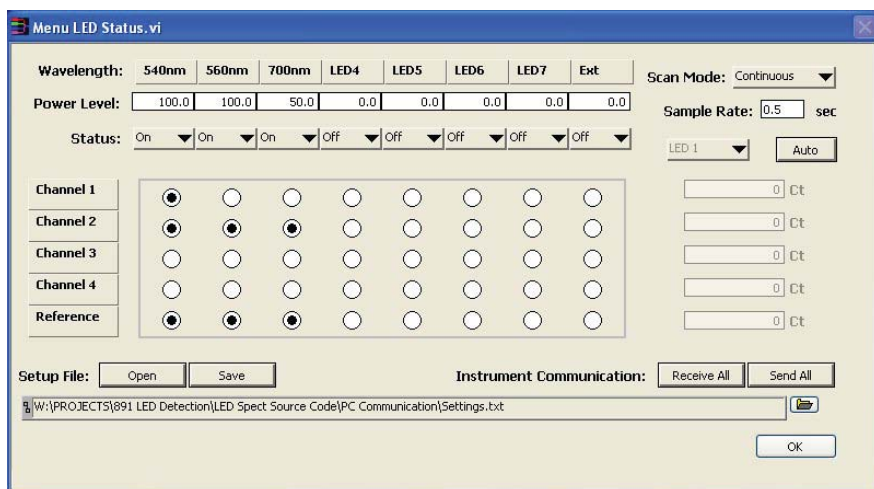 Menu LED Status.vi
Wavelength: 540nm 560nm 700nm LED4 LED5 LED6 LED7 Ext Scan Mode: Continuous
Power Level: 100.0 100.0 50.0 0.0 0.0 0.0 0.0 0.0 Sample Rate: 0.5 sec
Status: On On On Off Off Off Off Off LED 1 Auto
Channel 1 0 Ct
Channel 2 0 Ct
Channel 3 0 Ct
Channel 4 0 Ct
Reference 0 Ct
Setup File: Open Save Instrument Communication: Receive All Send All
W:\PROJECTS\891 LED Detection\LED Spect Source Code\PC Communication\Settings.txt
OK